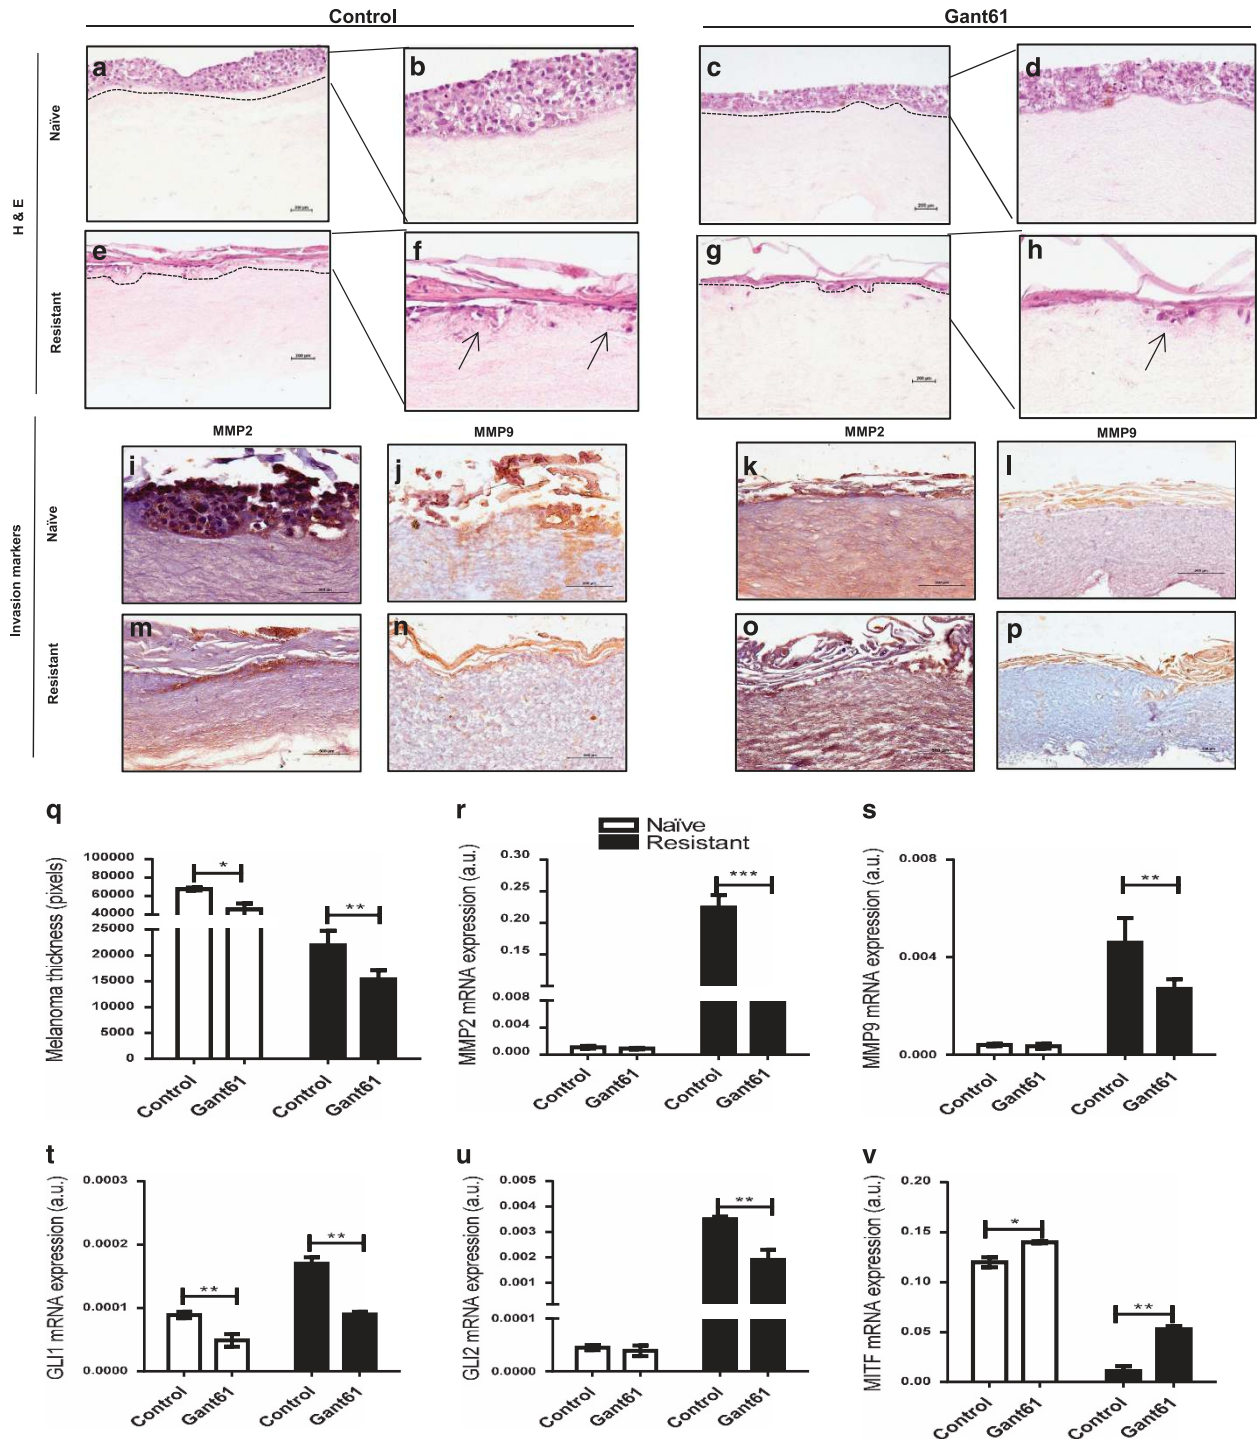 Control
Gant61
H & E
Naïve
Resistant
a
b
c
d
200 µm
e
f
g
h
200 µm
200 µm
Invasion markers
Naïve
Resistant
MMP2
MMP9
MMP2
MMP9
i
j
k
l
m
n
o
p
q
Melanoma thickness (pixels)
100000
80000
60000
40000
25000
20000
15000
10000
5000
0
*
**
Control
Gant61
Control
Gant61
r
Naïve
Resistant
MMP2 mRNA expression (a.u.)
0.30
0.25
0.20
0.15
0.008
0.004
0.000
***
Control
Gant61
Control
Gant61
s
MMP9 mRNA expression (a.u.)
0.008
0.004
0.000
**
Control
Gant61
Control
Gant61
t
GLI1 mRNA expression (a.u.)
0.0003
0.0002
0.0001
0.0000
**
**
Control
Gant61
Control
Gant61
u
GLI2 mRNA expression (a.u.)
0.005
0.004
0.003
0.002
0.001
0.0001
0.0000
**
Control
Gant61
Control
Gant61
v
MITF mRNA expression (a.u.)
0.20
0.15
0.10
0.05
0.00
*
**
Control
Gant61
Control
Gant61